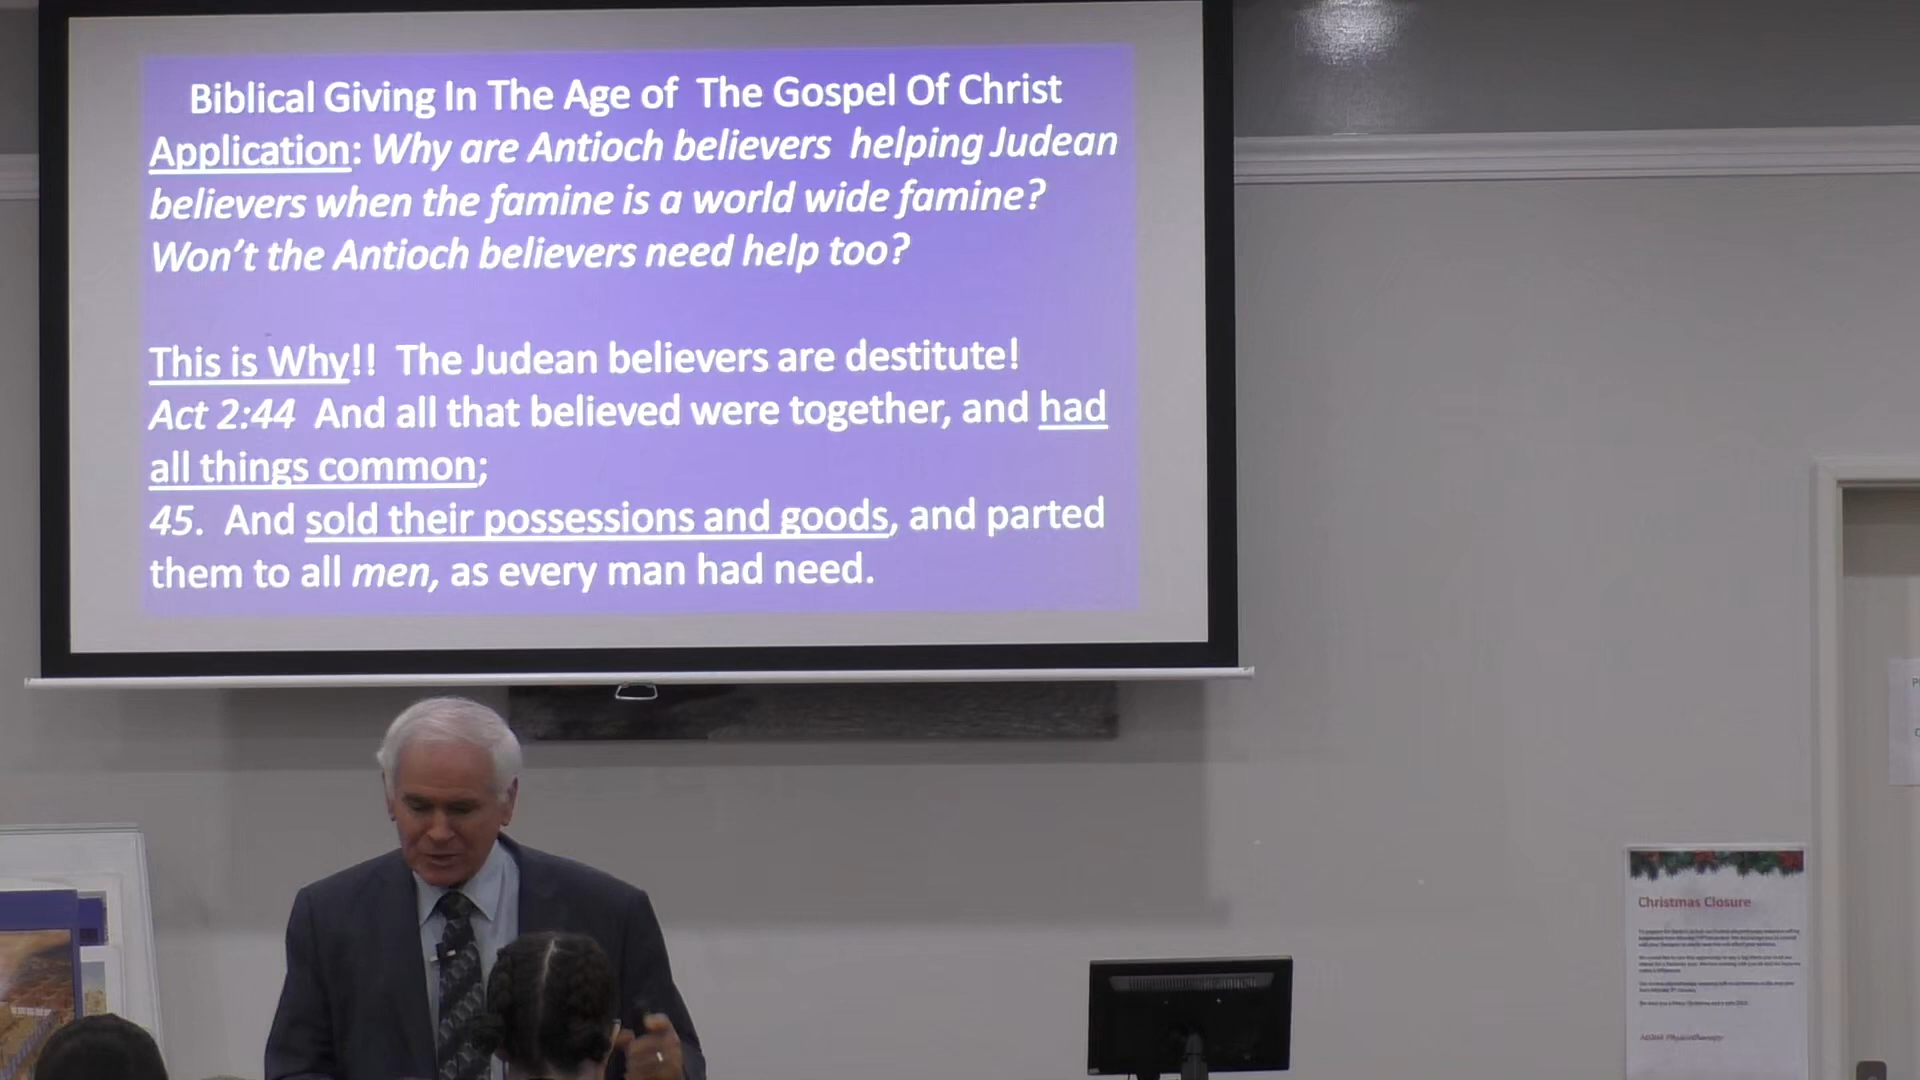 Biblical Giving In The Age of The Gospel Of Christ
Application: Why are Antioch believers helping Judean
believers when the famine is a world wide famine?
Won't the Antioch believers need help too?
This is Why!! The Judean believers are destitute!
Act 2:44 And all that believed were together, and had
all things common;
45. And sold their possessions and goods, and parted
them to all men, as every man had need.
Christmas Closure